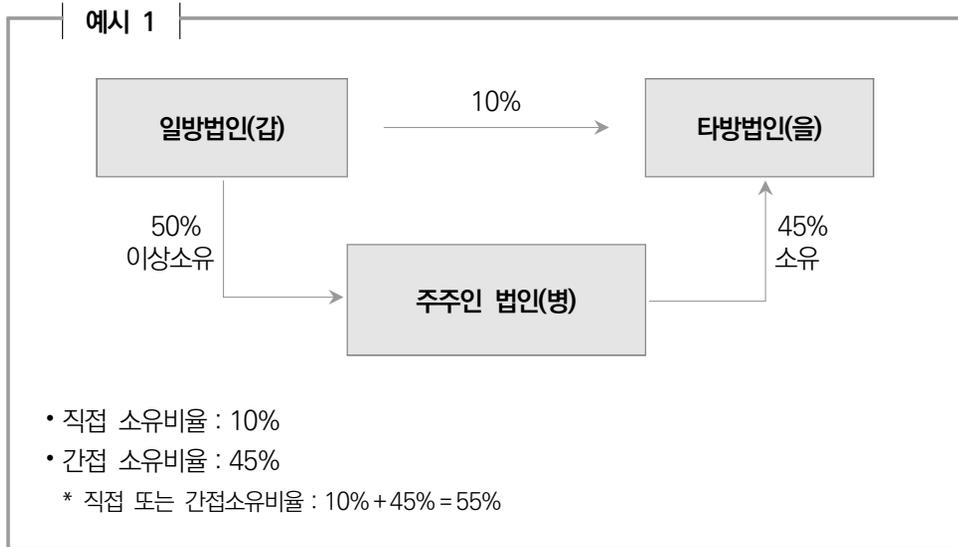 예시 1
일방법인(갑)
10%
타방법인(을)
50%
이상소유
45%
소유
주주인 법인(병)
• 직접 소유비율 : 10%
• 간접 소유비율 : 45%
* 직접 또는 간접소유비율 : 10%+45%=55%